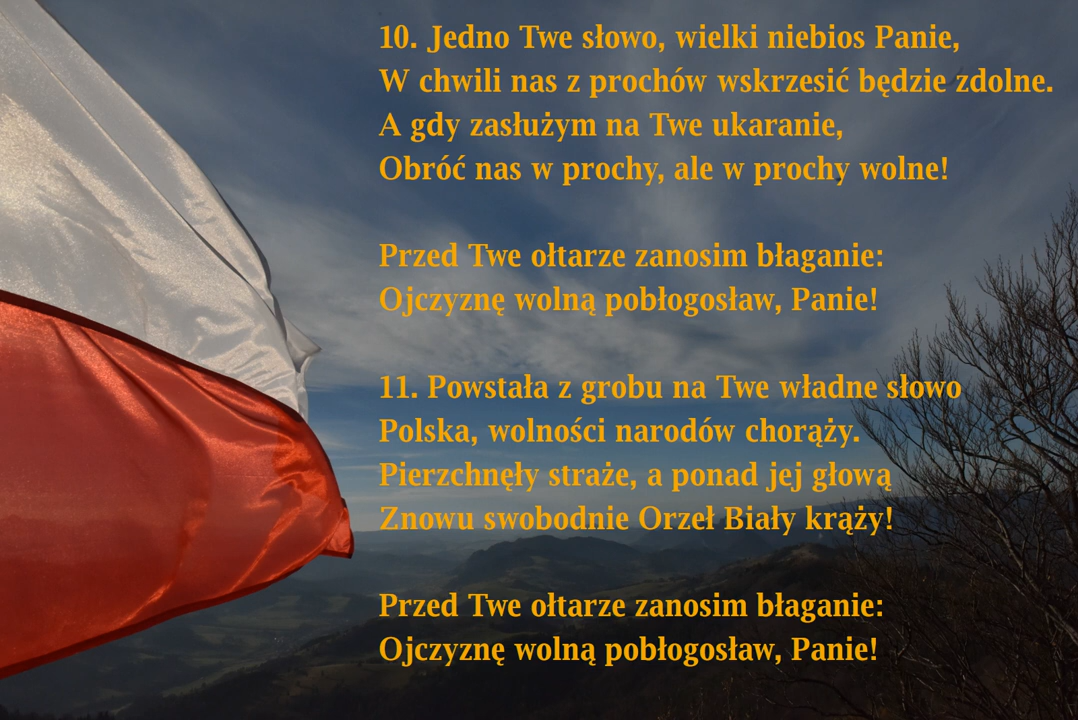 10. Jedno Twe słowo, wielki niebios Panie,
W chwili nas z prochów wskrzesić będzie zdolne.
A gdy zasłużym na Twe ukaranie,
Obróć nas w prochy, ale w prochy wolne!
Przed Twe ołtarze zanosim błaganie:
Ojczyznę wolną pobłogosław, Panie!
11. Powstała z grobu na Twe władne słowo
Polska, wolności narodów chorąży.
Pierzchnęły straże, a ponad jej głową
Znowu swobodnie Orzeł Biały krąży!
Przed Twe ołtarze zanosim błaganie:
Ojczyznę wolną pobłogosław, Panie!